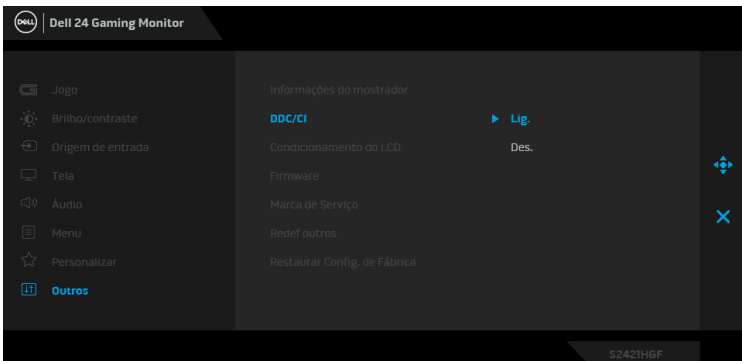 DELL Dell 24 Gaming Monitor
Jogo
Brilho/contraste
Origem de entrada
Tela
Áudio
Menu
Personalizar
Outros
Informações do mostrador
DDC/CI
Condicionamento do LCD
Firmware
Marca de Serviço
Redef outros
Restaurar Config. de Fábrica
Lig.
Des.
S2421HGF